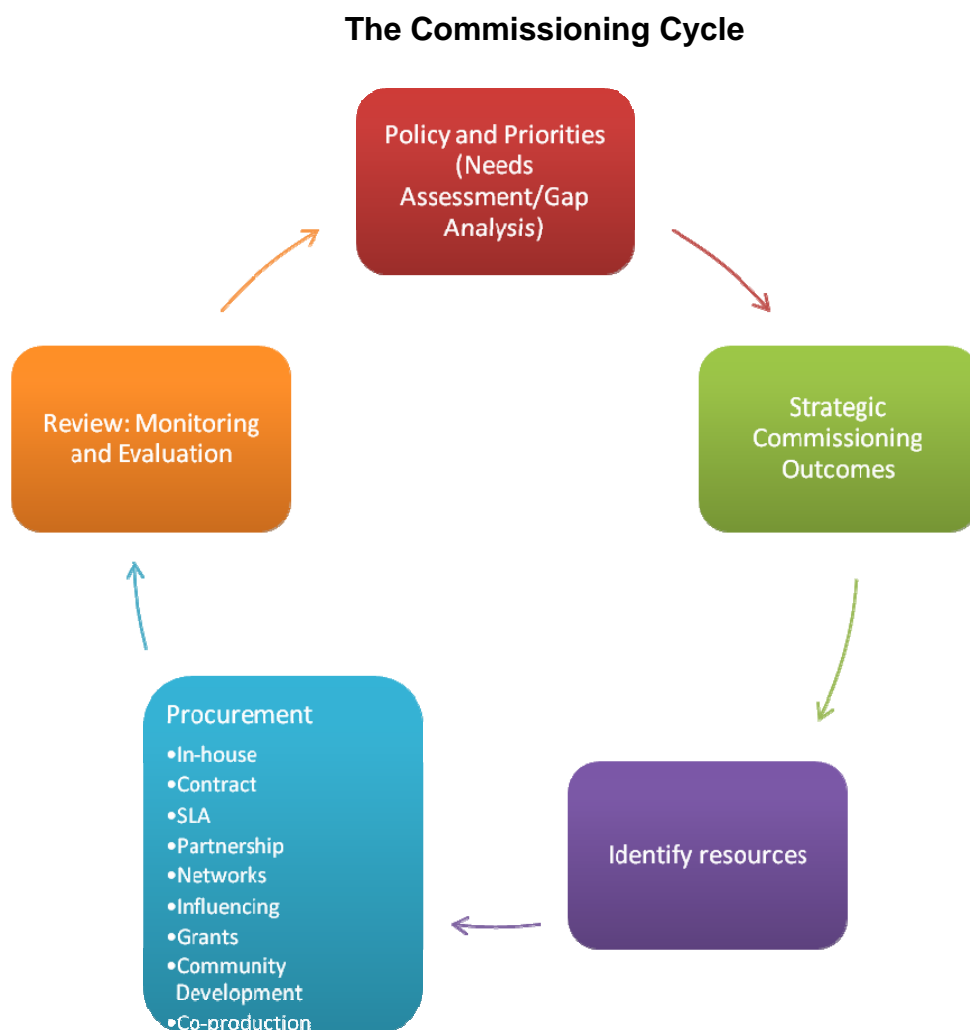 The Commissioning Cycle
Policy and Priorities
(Needs
Assessment/Gap
Analysis)
Strategic
Commissioning
Outcomes
Identify resources
Procurement
•In-house
•Contract
•SLA
•Partnership
•Networks
•Influencing
•Grants
•Community
Development
•Co-production
Review: Monitoring
and Evaluation